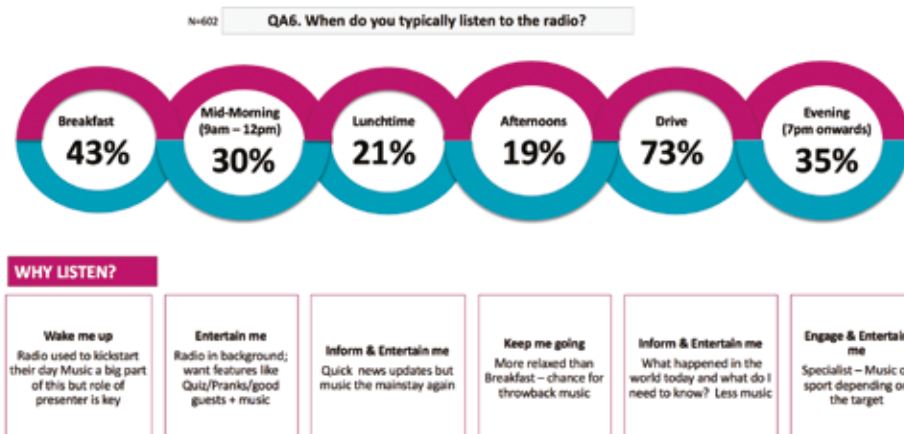 N=602
QA6. When do you typically listen to the radio?
Breakfast
43%
Mid-Morning
(9am – 12pm)
30%
Lunchtime
21%
Afternoons
19%
Drive
73%
Evening
(7pm onwards)
35%
WHY LISTEN?
Wake me up
Radio used to kickstart
their day Music a big part
of this but role of
presenter is key
Entertain me
Radio in background;
want features like
Quiz/Pranks/good
guests + music
Inform & Entertain me
Quick news updates but
music the mainstay again
Keep me going
More relaxed than
Breakfast – chance for
throwback music
Inform & Entertain me
What happened in the
world today and what do I
need to know? Less music
Engage & Entertain
me
Specialist – Music o
sport depending o
the target